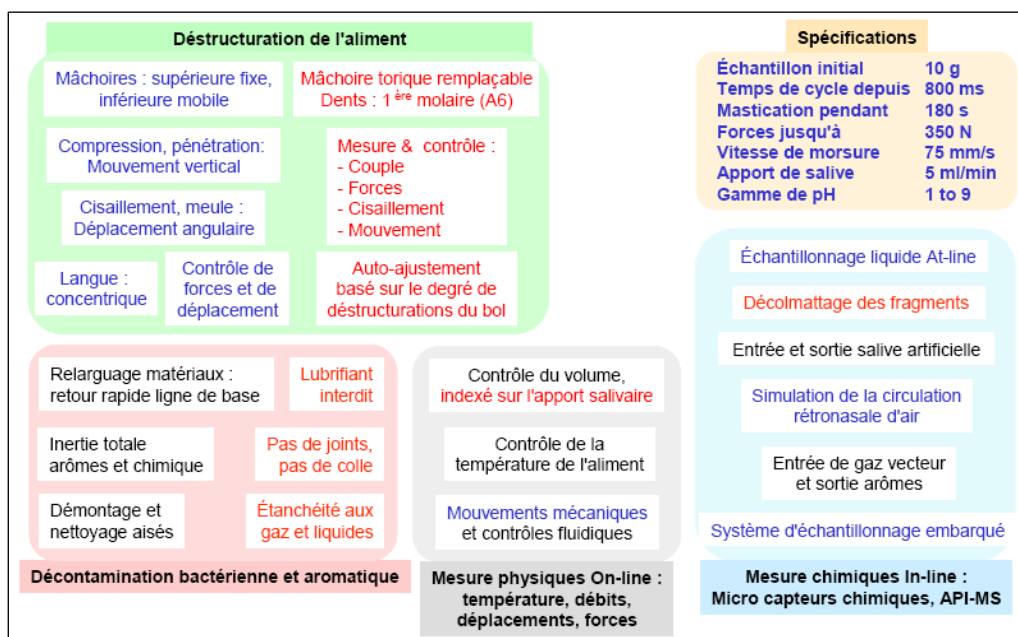 Déstructuration de l'aliment
Mâchoires : supérieure fixe,
inférieure mobile
Mâchoire torique remplaçable
Dents : 1 ère molaire (A6)
Compression, pénétration:
Mouvement vertical
Mesure & contrôle :
- Couple
- Forces
- Cisaillement
- Mouvement
Cisaillement, meule :
Déplacement angulaire
Langue :
concentrique
Contrôle de
forces et de
déplacement
Auto-ajustement
basé sur le degré de
déstructurations du bol
Spécifications
Échantillon initial 10 g
Temps de cycle depuis 800 ms
Mastication pendant 180 s
Forces jusqu'à 350 N
Vitesse de morsure 75 mm/s
Apport de salive 5 ml/min
Gamme de pH 1 to 9
Relarguage matériaux :
retour rapide ligne de base
Lubrifiant
interdit
Inertie totale
arômes et chimique
Pas de joints,
pas de colle
Démontage et
nettoyage aisés
Étanchéité aux
gaz et liquides
Décontamination bactérienne et aromatique
Contrôle du volume,
indexé sur l'apport salivaire
Contrôle de la
température de l'aliment
Mouvements mécaniques
et contrôles fluidiques
Mesure physiques On-line :
température, débits,
déplacements, forces
Échantillonnage liquide At-line
Décolmattage des fragments
Entrée et sortie salive artificielle
Simulation de la circulation
rétronasale d'air
Entrée de gaz vecteur
et sortie arômes
Système d'échantillonnage embarqué
Mesure chimiques In-line :
Micro capteurs chimiques, API-MS